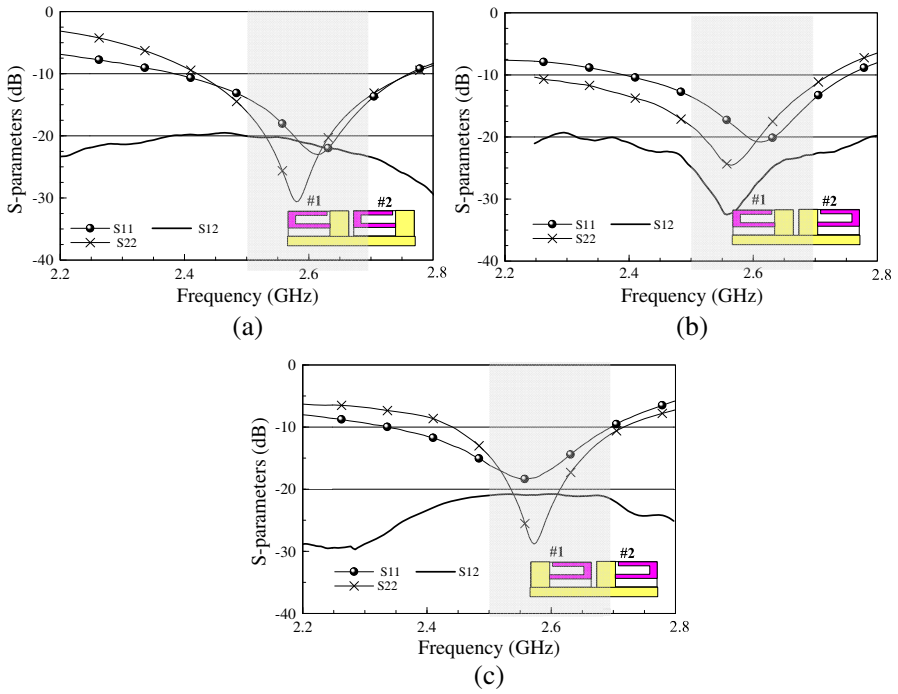 0
-10
-20
-30
-40
S-parameters (dB)
#1
#2
S11
S12
S22
2.2
2.4
2.6
2.8
Frequency (GHz)
(a)
0
-10
-20
-30
-40
S-parameters (dB)
#1
#2
S11
S12
S22
2.2
2.4
2.6
2.8
Frequency (GHz)
(b)
0
-10
-20
-30
-40
S-parameters (dB)
#1
#2
S11
S12
S22
2.2
2.4
2.6
2.8
Frequency (GHz)
(c)